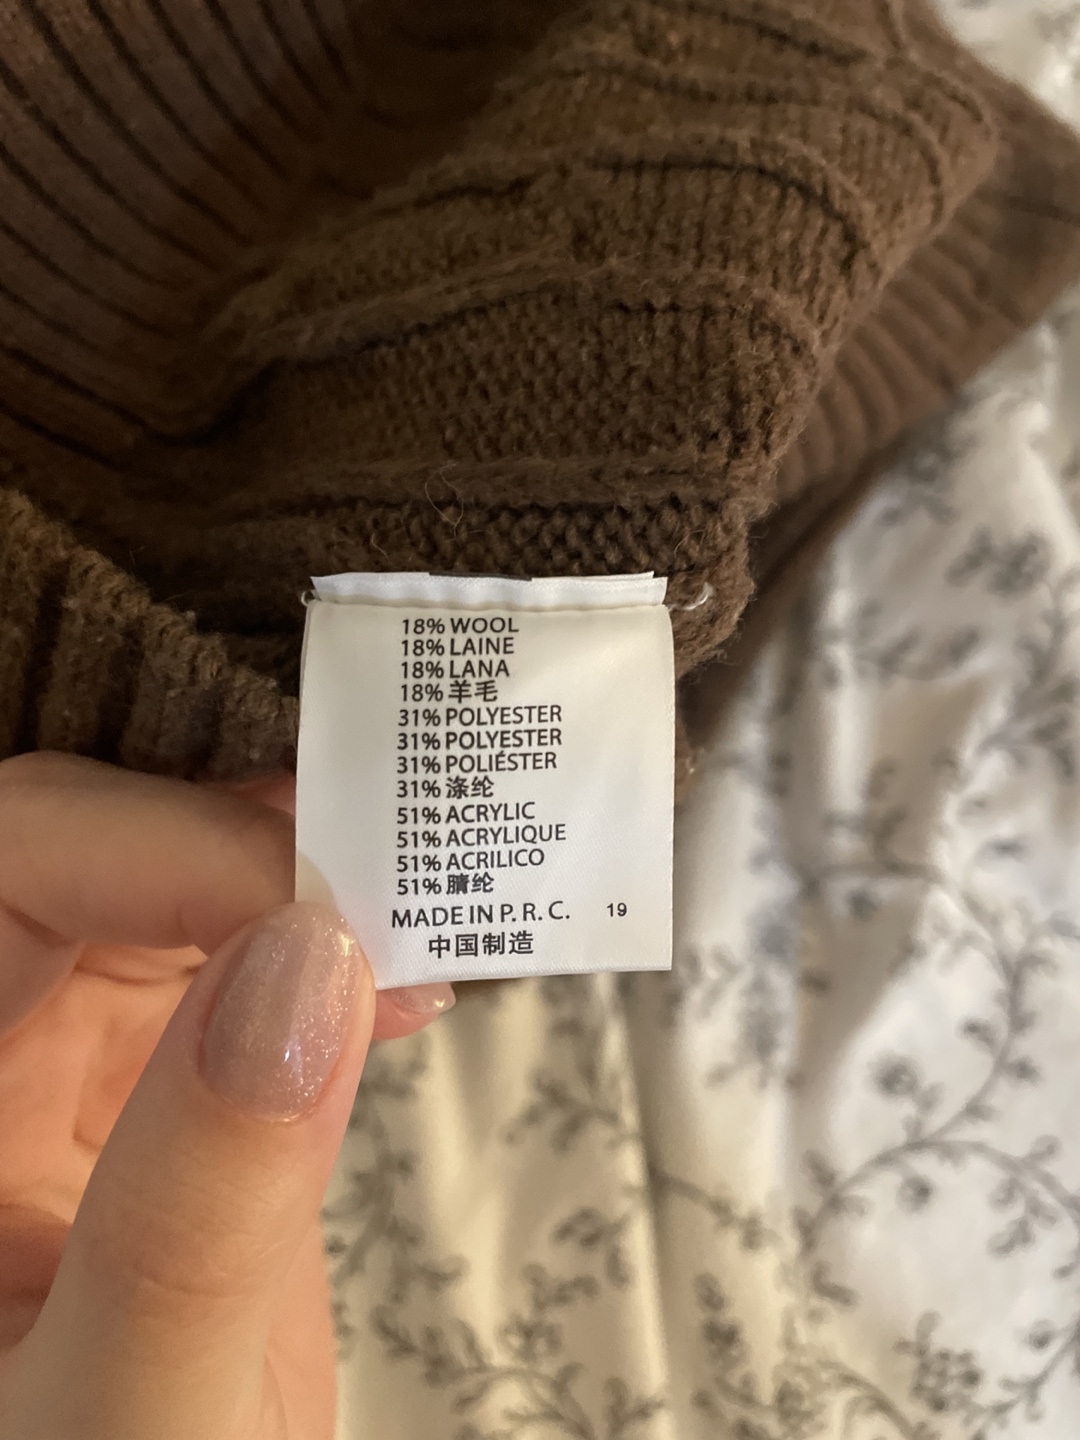 18% WOOL
18% LAINE
18% LANA
18% 羊毛
31% POLYESTER
31% POLYESTER
31% POLIÉSTER
31% 涤纶
51% ACRYLIC
51% ACRYLIQUE
51% ACRILICO
51% 腈纶
MADE IN P. R. C. 19
中国制造